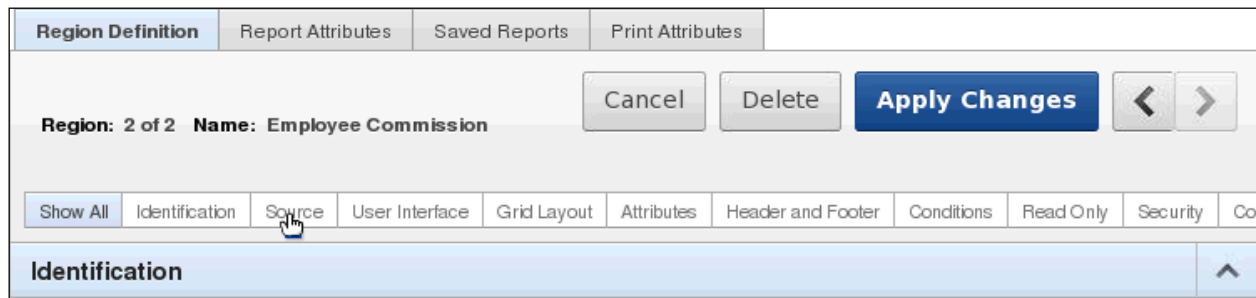 Region Definition Report Attributes Saved Reports Print Attributes
Cancel Delete Apply Changes
Region: 2 of 2 Name: Employee Commission
Show All Identification Source User Interface Grid Layout Attributes Header and Footer Conditions Read Only Security Co
Identification